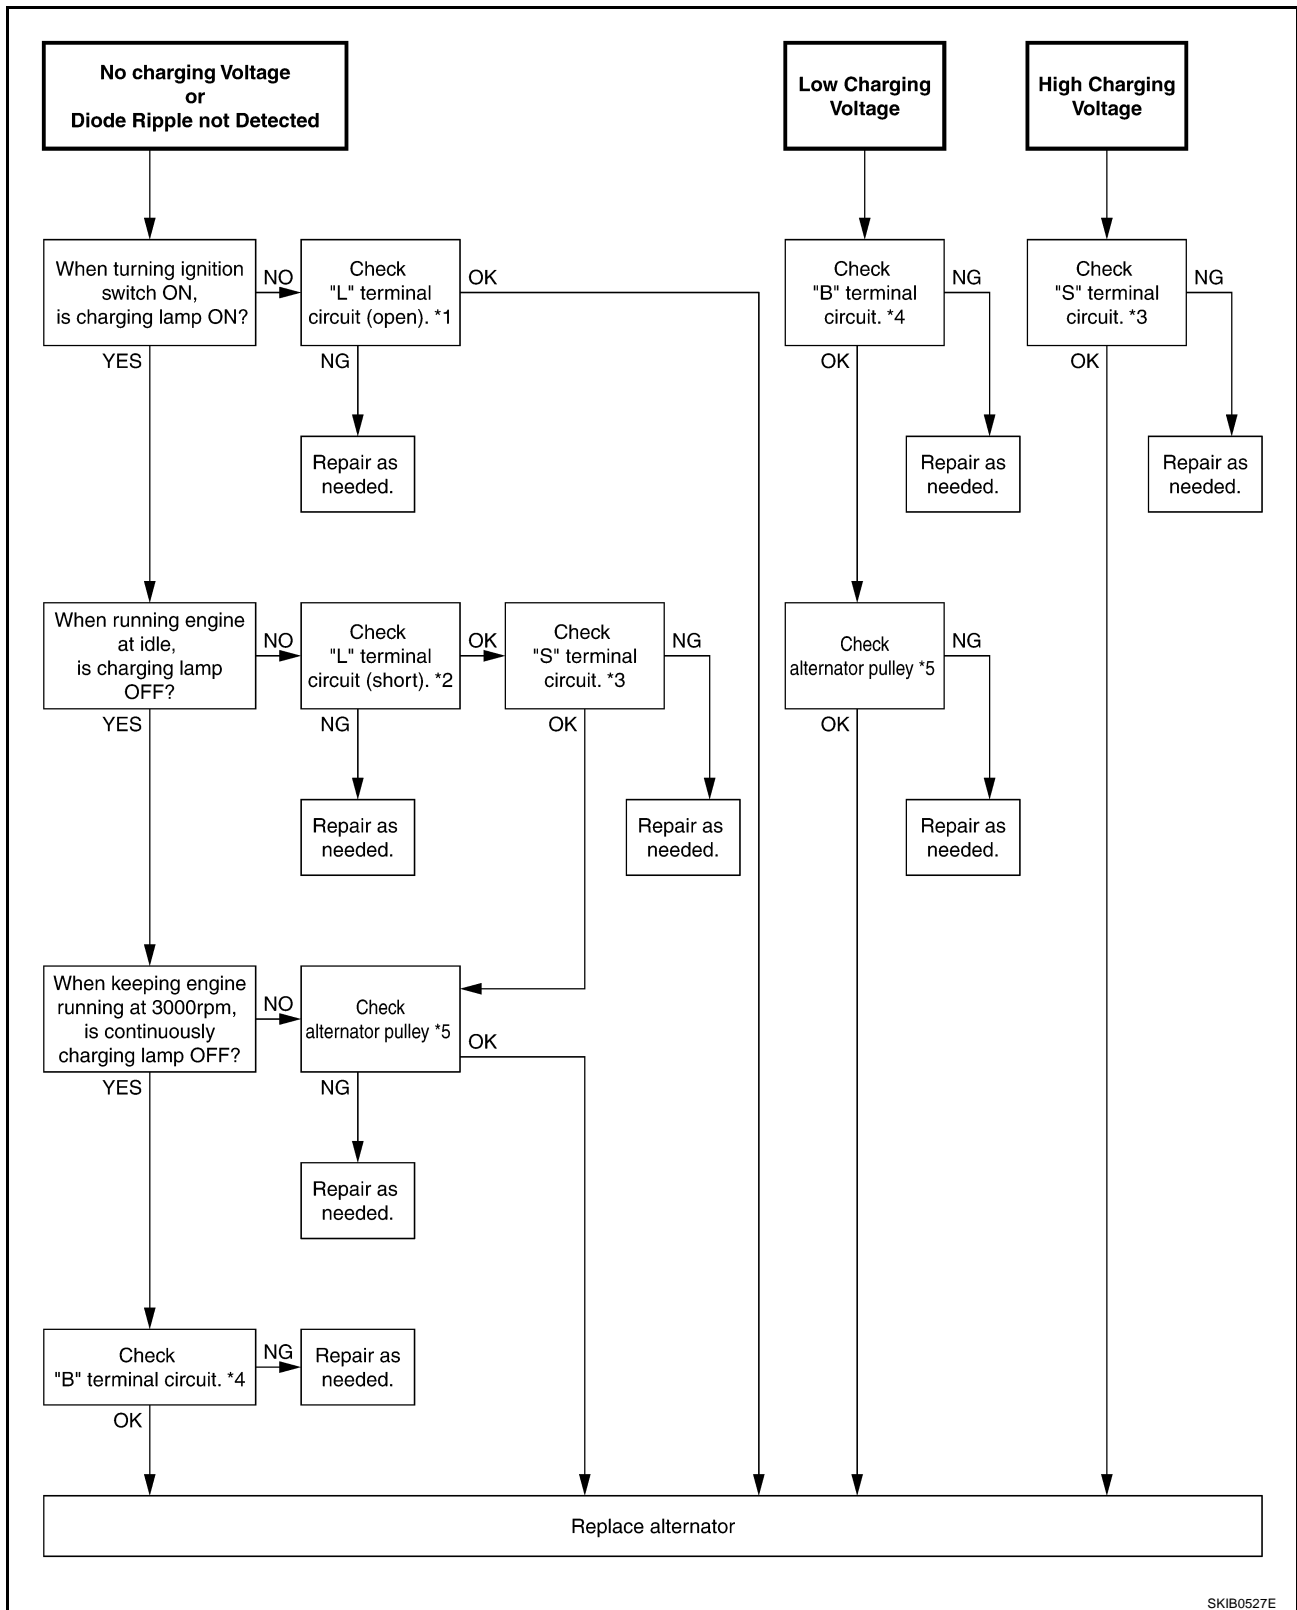 No charging Voltage
or
Diode Ripple not Detected
Low Charging
Voltage
High Charging
Voltage
When turning ignition
switch ON,
is charging lamp ON?
NO
Check
"L" terminal
circuit (open). *1
OK
Check
"B" terminal
circuit. *4
NG
Check
"S" terminal
circuit. *3
NG
YES
NG
OK
OK
Repair as
needed.
Repair as
needed.
Repair as
needed.
When running engine
at idle,
is charging lamp
OFF?
NO
Check
"L" terminal
circuit (short). *2
OK
Check
"S" terminal
circuit. *3
NG
Check
alternator pulley *5
NG
YES
NG
OK
OK
Repair as
needed.
Repair as
needed.
Repair as
needed.
When keeping engine
running at 3000rpm,
is continuously
charging lamp OFF?
NO
Check
alternator pulley *5
OK
YES
NG
Repair as
needed.
Check
"B" terminal circuit. *4
NG
Repair as
needed.
OK
Replace alternator
SKIB0527E